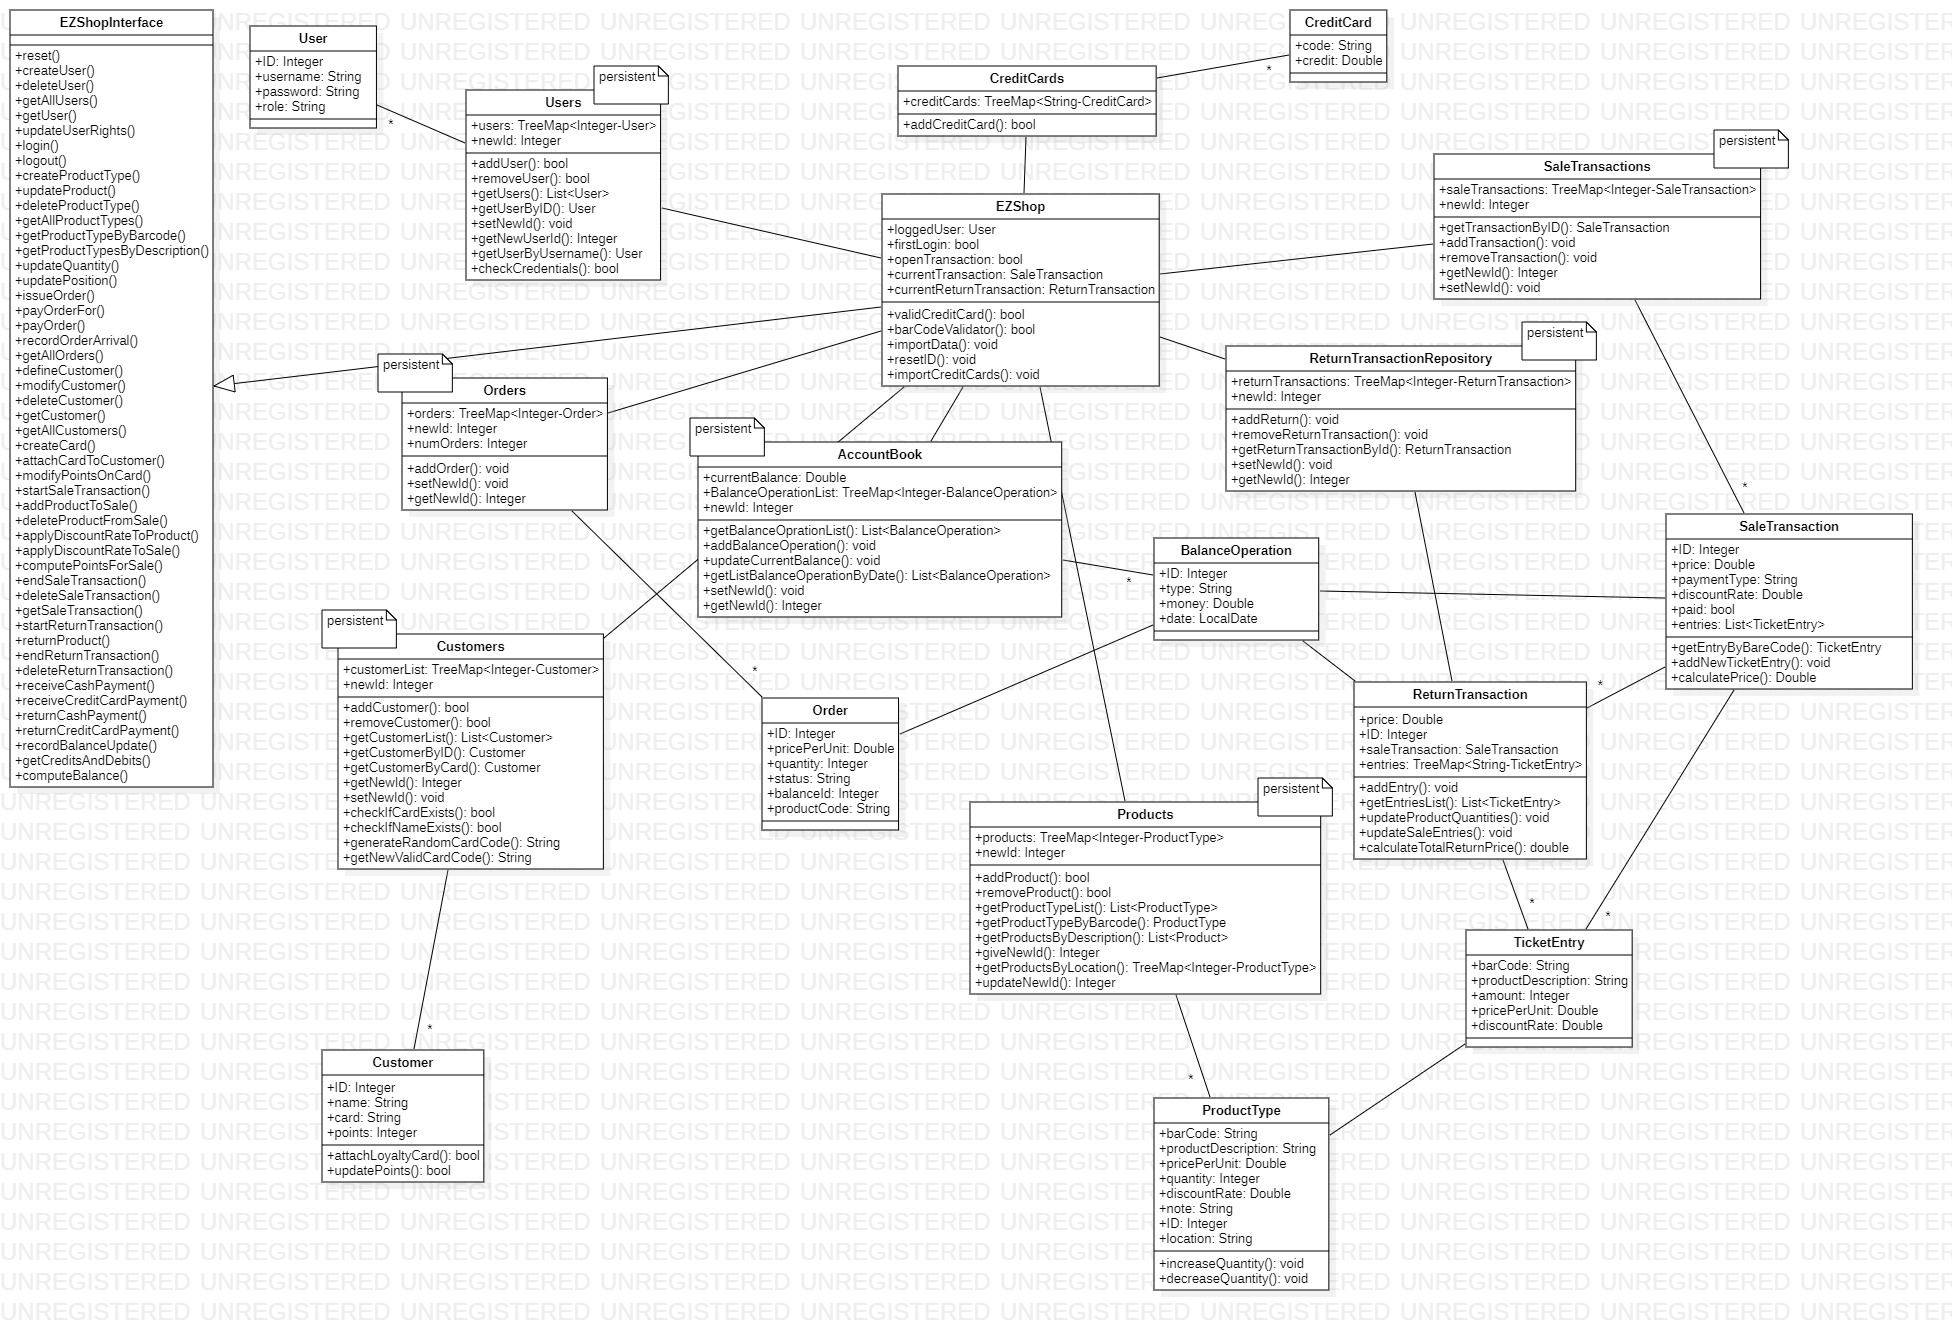 EZShopInterface
+reset()
+createUser()
+deleteUser()
+getAllUsers()
+getUser()
+updateUserRights()
+login()
+logout()
+createProductType()
+updateProduct()
+deleteProductType()
+getAllProductTypes()
+getProductTypeByBarcode()
+getProductTypesByDescription()
+updateQuantity()
+updatePosition()
+issueOrder()
+payOrderFor()
+payOrder()
+recordOrderArrival()
+getAllOrders()
+defineCustomer()
+modifyCustomer()
+deleteCustomer()
+getCustomer()
+getAllCustomers()
+createCard()
+attachCardToCustomer()
+modifyPointsOnCard()
+startSaleTransaction()
+addProductToSale()
+deleteProductFromSale()
+applyDiscountRateToProduct()
+applyDiscountRateToSale()
+computePointsForSale()
+endSaleTransaction()
+deleteSaleTransaction()
+getSaleTransaction()
+startReturnTransaction()
+returnProduct()
+endReturnTransaction()
+deleteReturnTransaction()
+receiveCashPayment()
+receiveCreditCardPayment()
+returnCashPayment()
+returnCreditCardPayment()
+recordBalanceUpdate()
+getCreditsAndDebits()
+computeBalance()
User
+ID: Integer
+username: String
+password: String
+role: String
*
persistent
Users
+users: TreeMap<Integer-User>
+newId: Integer
+addUser(): bool
+removeUser(): bool
+getUsers(): List<User>
+getUserByID(): User
+setNewId(): void
+getNewUserId(): Integer
+getUserByUsername(): User
+checkCredentials(): bool
CreditCards
+creditCards: TreeMap<String-CreditCard>
+addCreditCard(): bool
*
CreditCard
+code: String
+credit: Double
EZShop
+loggedUser: User
+firstLogin: bool
+openTransaction: bool
+currentTransaction: SaleTransaction
+currentReturnTransaction: ReturnTransaction
+validCreditCard(): bool
+barCodeValidator(): bool
+importData(): void
+resetID(): void
+importCreditCards(): void
persistent
SaleTransactions
+saleTransactions: TreeMap<Integer-SaleTransaction>
+newId: Integer
+getTransactionByID(): SaleTransaction
+addTransaction(): void
+removeTransaction(): void
+getNewId(): Integer
+setNewId(): void
*
persistent
ReturnTransactionRepository
+returnTransactions: TreeMap<Integer-ReturnTransaction>
+newId: Integer
+addReturn(): void
+removeReturnTransaction(): void
+getReturnTransactionById(): ReturnTransaction
+setNewId(): void
+getNewId(): Integer
persistent
Orders
+orders: TreeMap<Integer-Order>
+newId: Integer
+numOrders: Integer
+addOrder(): void
+setNewId(): void
+getNewId(): Integer
*
persistent
AccountBook
+currentBalance: Double
+BalanceOperationList: TreeMap<Integer-BalanceOperation>
+newId: Integer
+getBalanceOprationList(): List<BalanceOperation>
+addBalanceOperation(): void
+updateCurrentBalance(): void
+getListBalanceOperationByDate(): List<BalanceOperation>
+setNewId(): void
+getNewId(): Integer
*
BalanceOperation
+ID: Integer
+type: String
+money: Double
+date: LocalDate
SaleTransaction
+ID: Integer
+price: Double
+paymentType: String
+discountRate: Double
+paid: bool
+entries: List<TicketEntry>
+getEntryByBareCode(): TicketEntry
+addNewTicketEntry(): void
+calculatePrice(): Double
*
persistent
Customers
+customerList: TreeMap<Integer-Customer>
+newId: Integer
+addCustomer(): bool
+removeCustomer(): bool
+getCustomerList(): List<Customer>
+getCustomerByID(): Customer
+getCustomerByCard(): Customer
+getNewId(): Integer
+setNewId(): void
+checkIfCardExists(): bool
+checkIfNameExists(): bool
+generateRandomCardCode(): String
+getNewValidCardCode(): String
*
Order
+ID: Integer
+pricePerUnit: Double
+quantity: Integer
+status: String
+balanceId: Integer
+productCode: String
ReturnTransaction
+price: Double
+ID: Integer
+saleTransaction: SaleTransaction
+entries: TreeMap<String-TicketEntry>
+addEntry(): void
+getEntriesList(): List<TicketEntry>
+updateProductQuantities(): void
+updateSaleEntries(): void
+calculateTotalReturnPrice(): double
*
*
persistent
Products
+products: TreeMap<Integer-ProductType>
+newId: Integer
+addProduct(): bool
+removeProduct(): bool
+getProductTypeList(): List<ProductType>
+getProductTypeByBarcode(): ProductType
+getProductsByDescription(): List<Product>
+giveNewId(): Integer
+getProductsByLocation(): TreeMap<Integer-ProductType>
+updateNewId(): Integer
*
TicketEntry
+barCode: String
+productDescription: String
+amount: Integer
+pricePerUnit: Double
+discountRate: Double
Customer
+ID: Integer
+name: String
+card: String
+points: Integer
+attachLoyaltyCard(): bool
+updatePoints(): bool
ProductType
+barCode: String
+productDescription: String
+pricePerUnit: Double
+quantity: Integer
+discountRate: Double
+note: String
+ID: Integer
+location: String
+increaseQuantity(): void
+decreaseQuantity(): void
UNREGISTERED